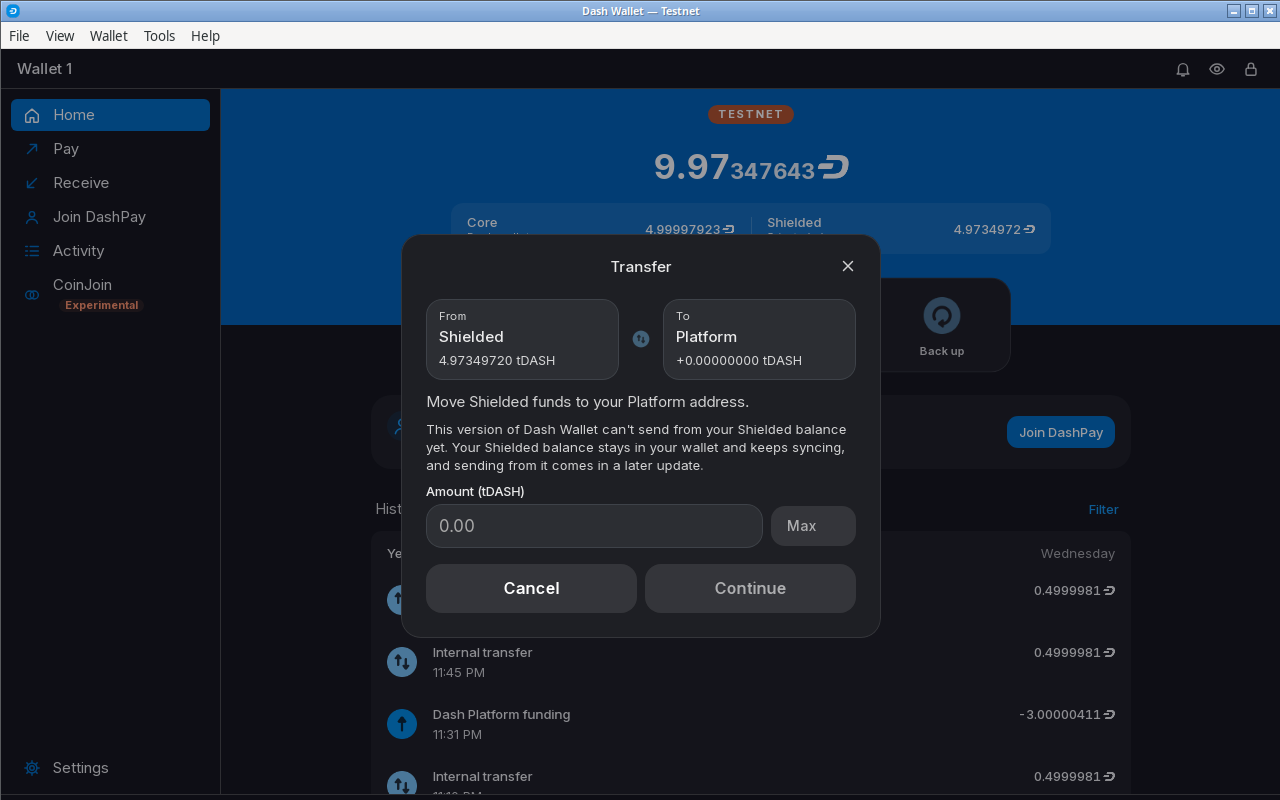 Dash Wallet — Testnet
File View Wallet Tools Help
Wallet 1
Home
Pay
Receive
Join DashPay
Activity
CoinJoin
Experimental
Settings
TESTNET
9.97347643
Core
4.99997923
Shielded
4.9734972
Transfer
From
Shielded
4.97349720 tDASH
To
Platform
+0.00000000 tDASH
Move Shielded funds to your Platform address.
This version of Dash Wallet can't send from your Shielded balance
yet. Your Shielded balance stays in your wallet and keeps syncing,
and sending from it comes in a later update.
Amount (tDASH)
0.00
Max
Cancel
Continue
Back up
Join DashPay
Filter
Wednesday
0.4999981
Internal transfer
0.4999981
11:45 PM
Dash Platform funding
-3.00000411
11:31 PM
Internal transfer
0.4999981